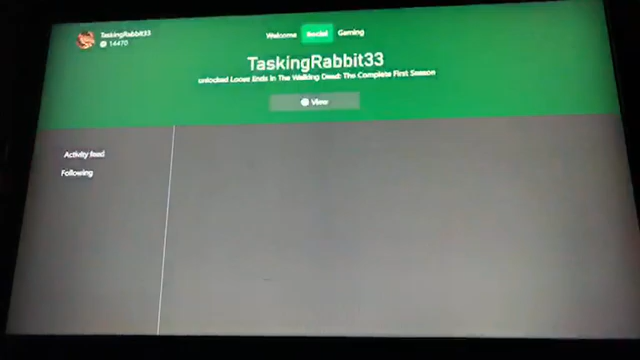 TaskingRabbit33
14470
Welcome Social Gaming
TaskingRabbit33
unlocked Loose Ends in The Walking Dead: The Complete First Season
View
Activity feed
Following